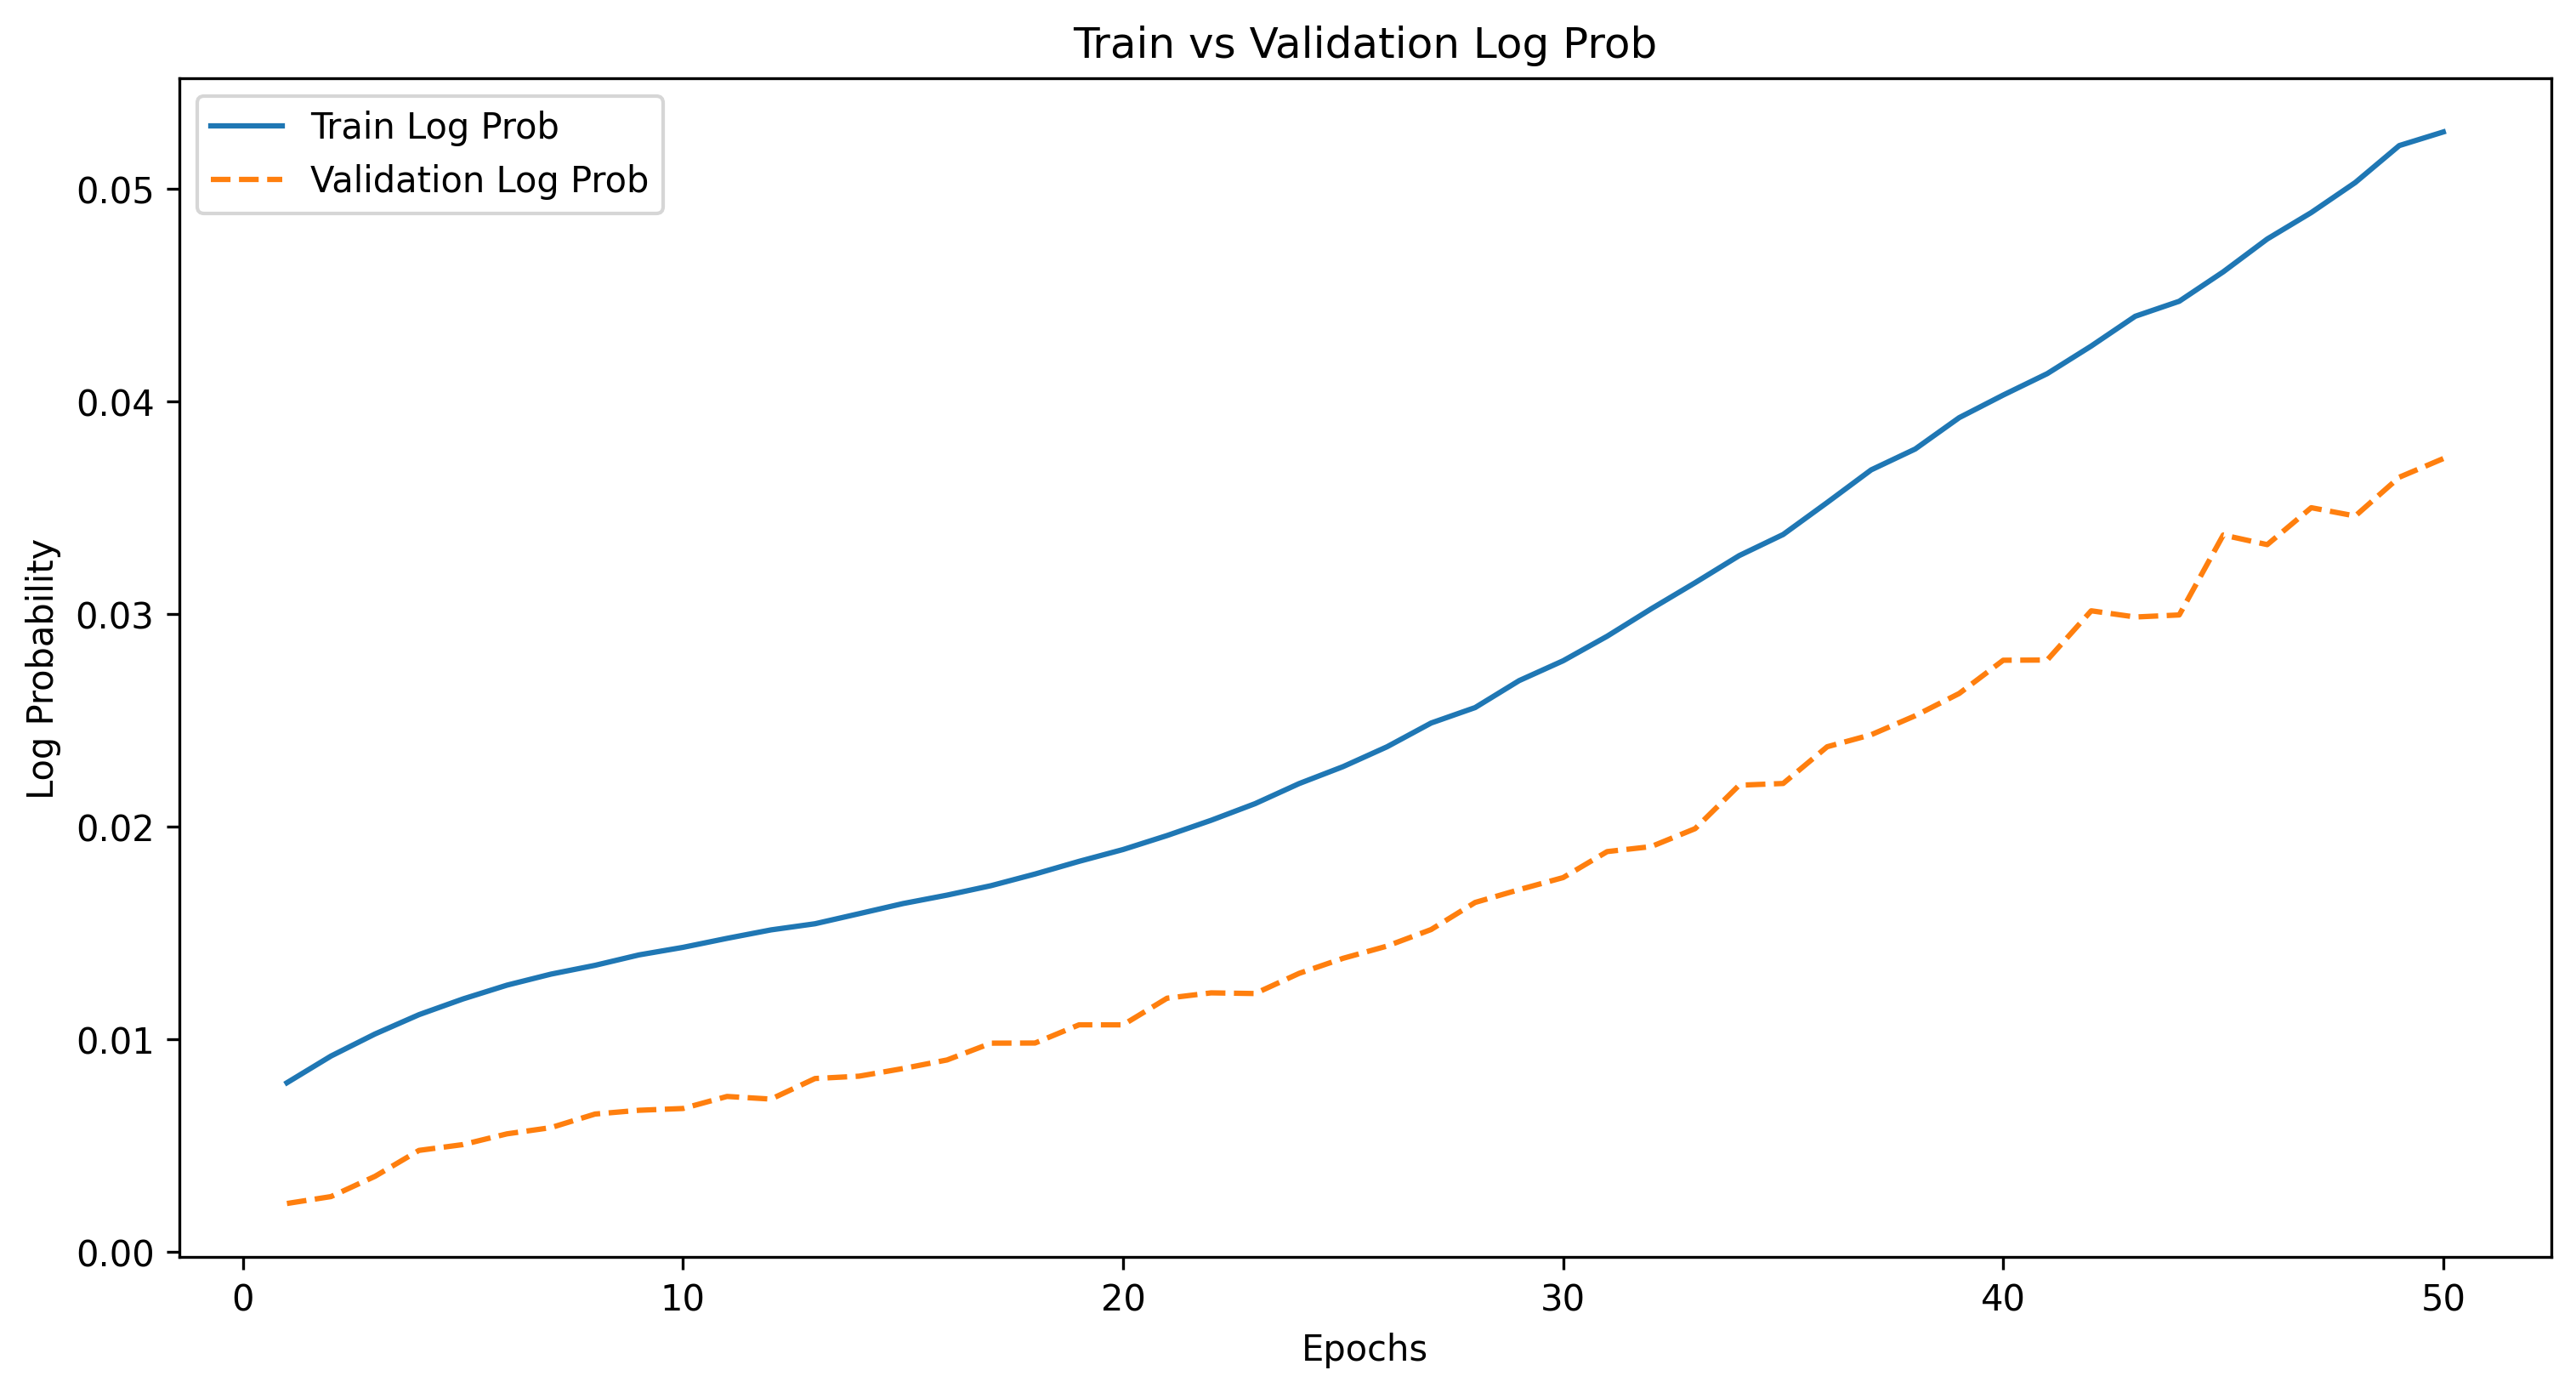 Train vs Validation Log Prob
Train Log Prob
Validation Log Prob
Log Probability
0.05
0.04
0.03
0.02
0.01
0.00
0 10 20 30 40 50
Epochs